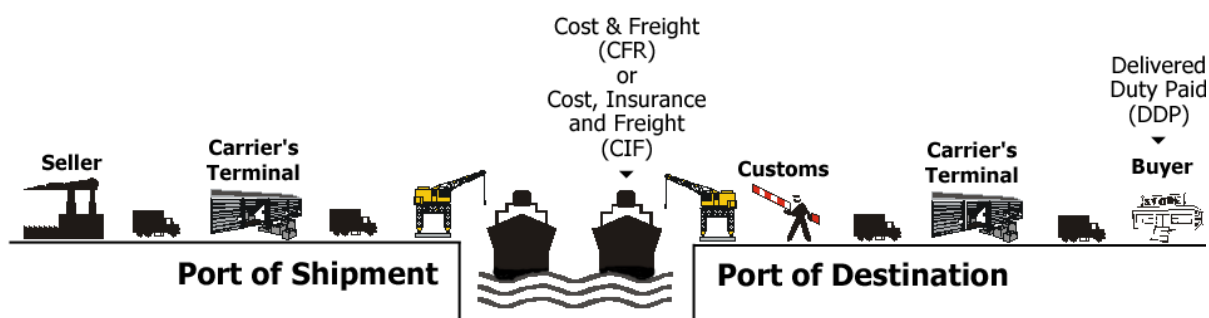 Cost & Freight
(CFR)
or
Cost, Insurance
and Freight
(CIF)
Delivered
Duty Paid
(DDP)
Seller
Carrier's
Terminal
Customs
Carrier's
Terminal
Buyer
Port of Shipment
Port of Destination